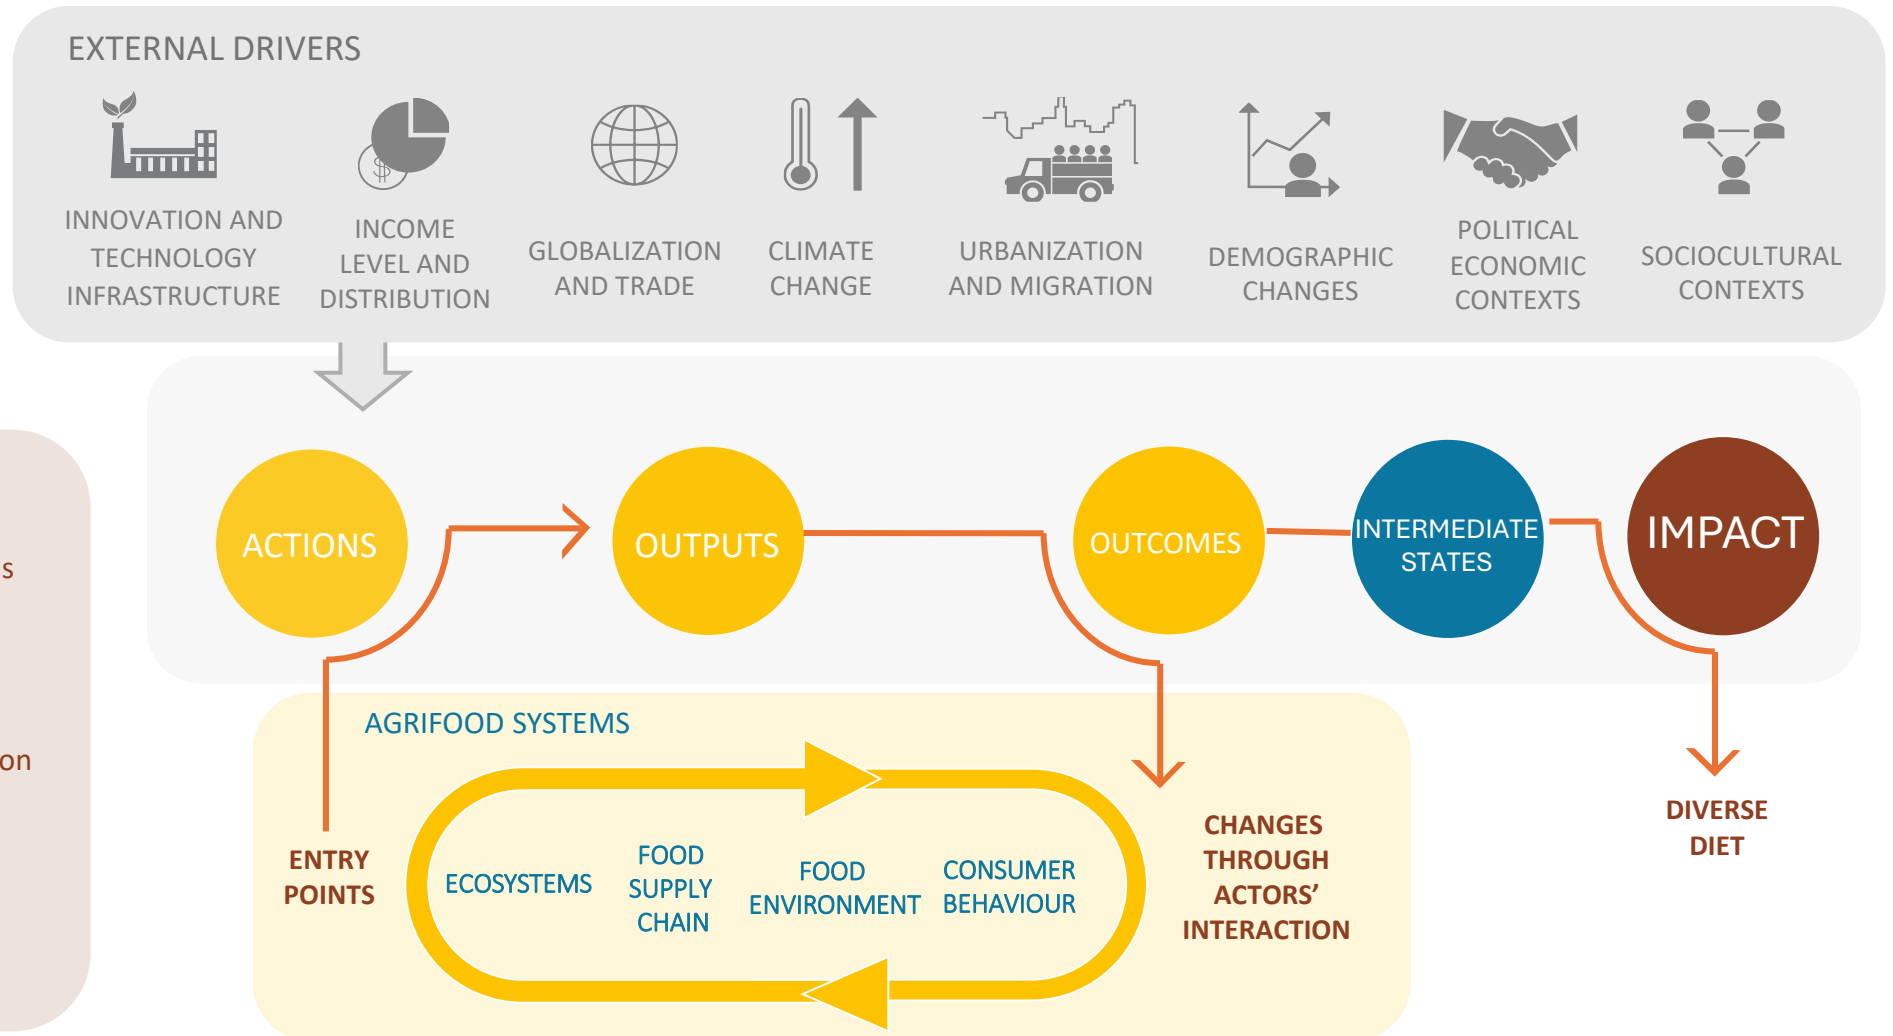 EXTERNAL DRIVERS
INNOVATION AND
TECHNOLOGY
INFRASTRUCTURE
$
INCOME
LEVEL AND
DISTRIBUTION
GLOBALIZATION
AND TRADE
CLIMATE
CHANGE
URBANIZATION
AND MIGRATION
DEMOGRAPHIC
CHANGES
POLITICAL
ECONOMIC
CONTEXTS
SOCIOCULTURAL
CONTEXTS
ACTIONS
OUTPUTS
OUTCOMES
INTERMEDIATE
STATES
IMPACT
s
on
AGRIFOOD SYSTEMS
ENTRY
POINTS
ECOSYSTEMS
FOOD
SUPPLY
CHAIN
FOOD
ENVIRONMENT
CONSUMER
BEHAVIOUR
CHANGES
THROUGH
ACTORS’
INTERACTION
DIVERSE
DIET